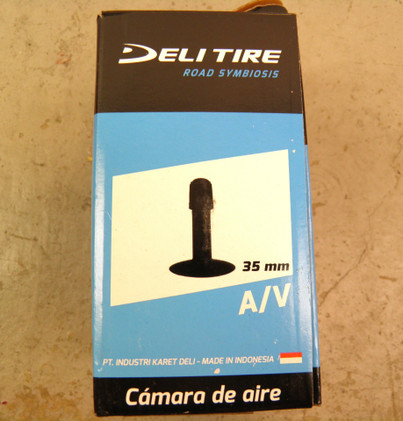 DELI TIRE
ROAD SYMBIOSIS
35 mm
A/V
PT. INDUSTRI KARET DELI - MADE IN INDONESIA
Cámara de aire